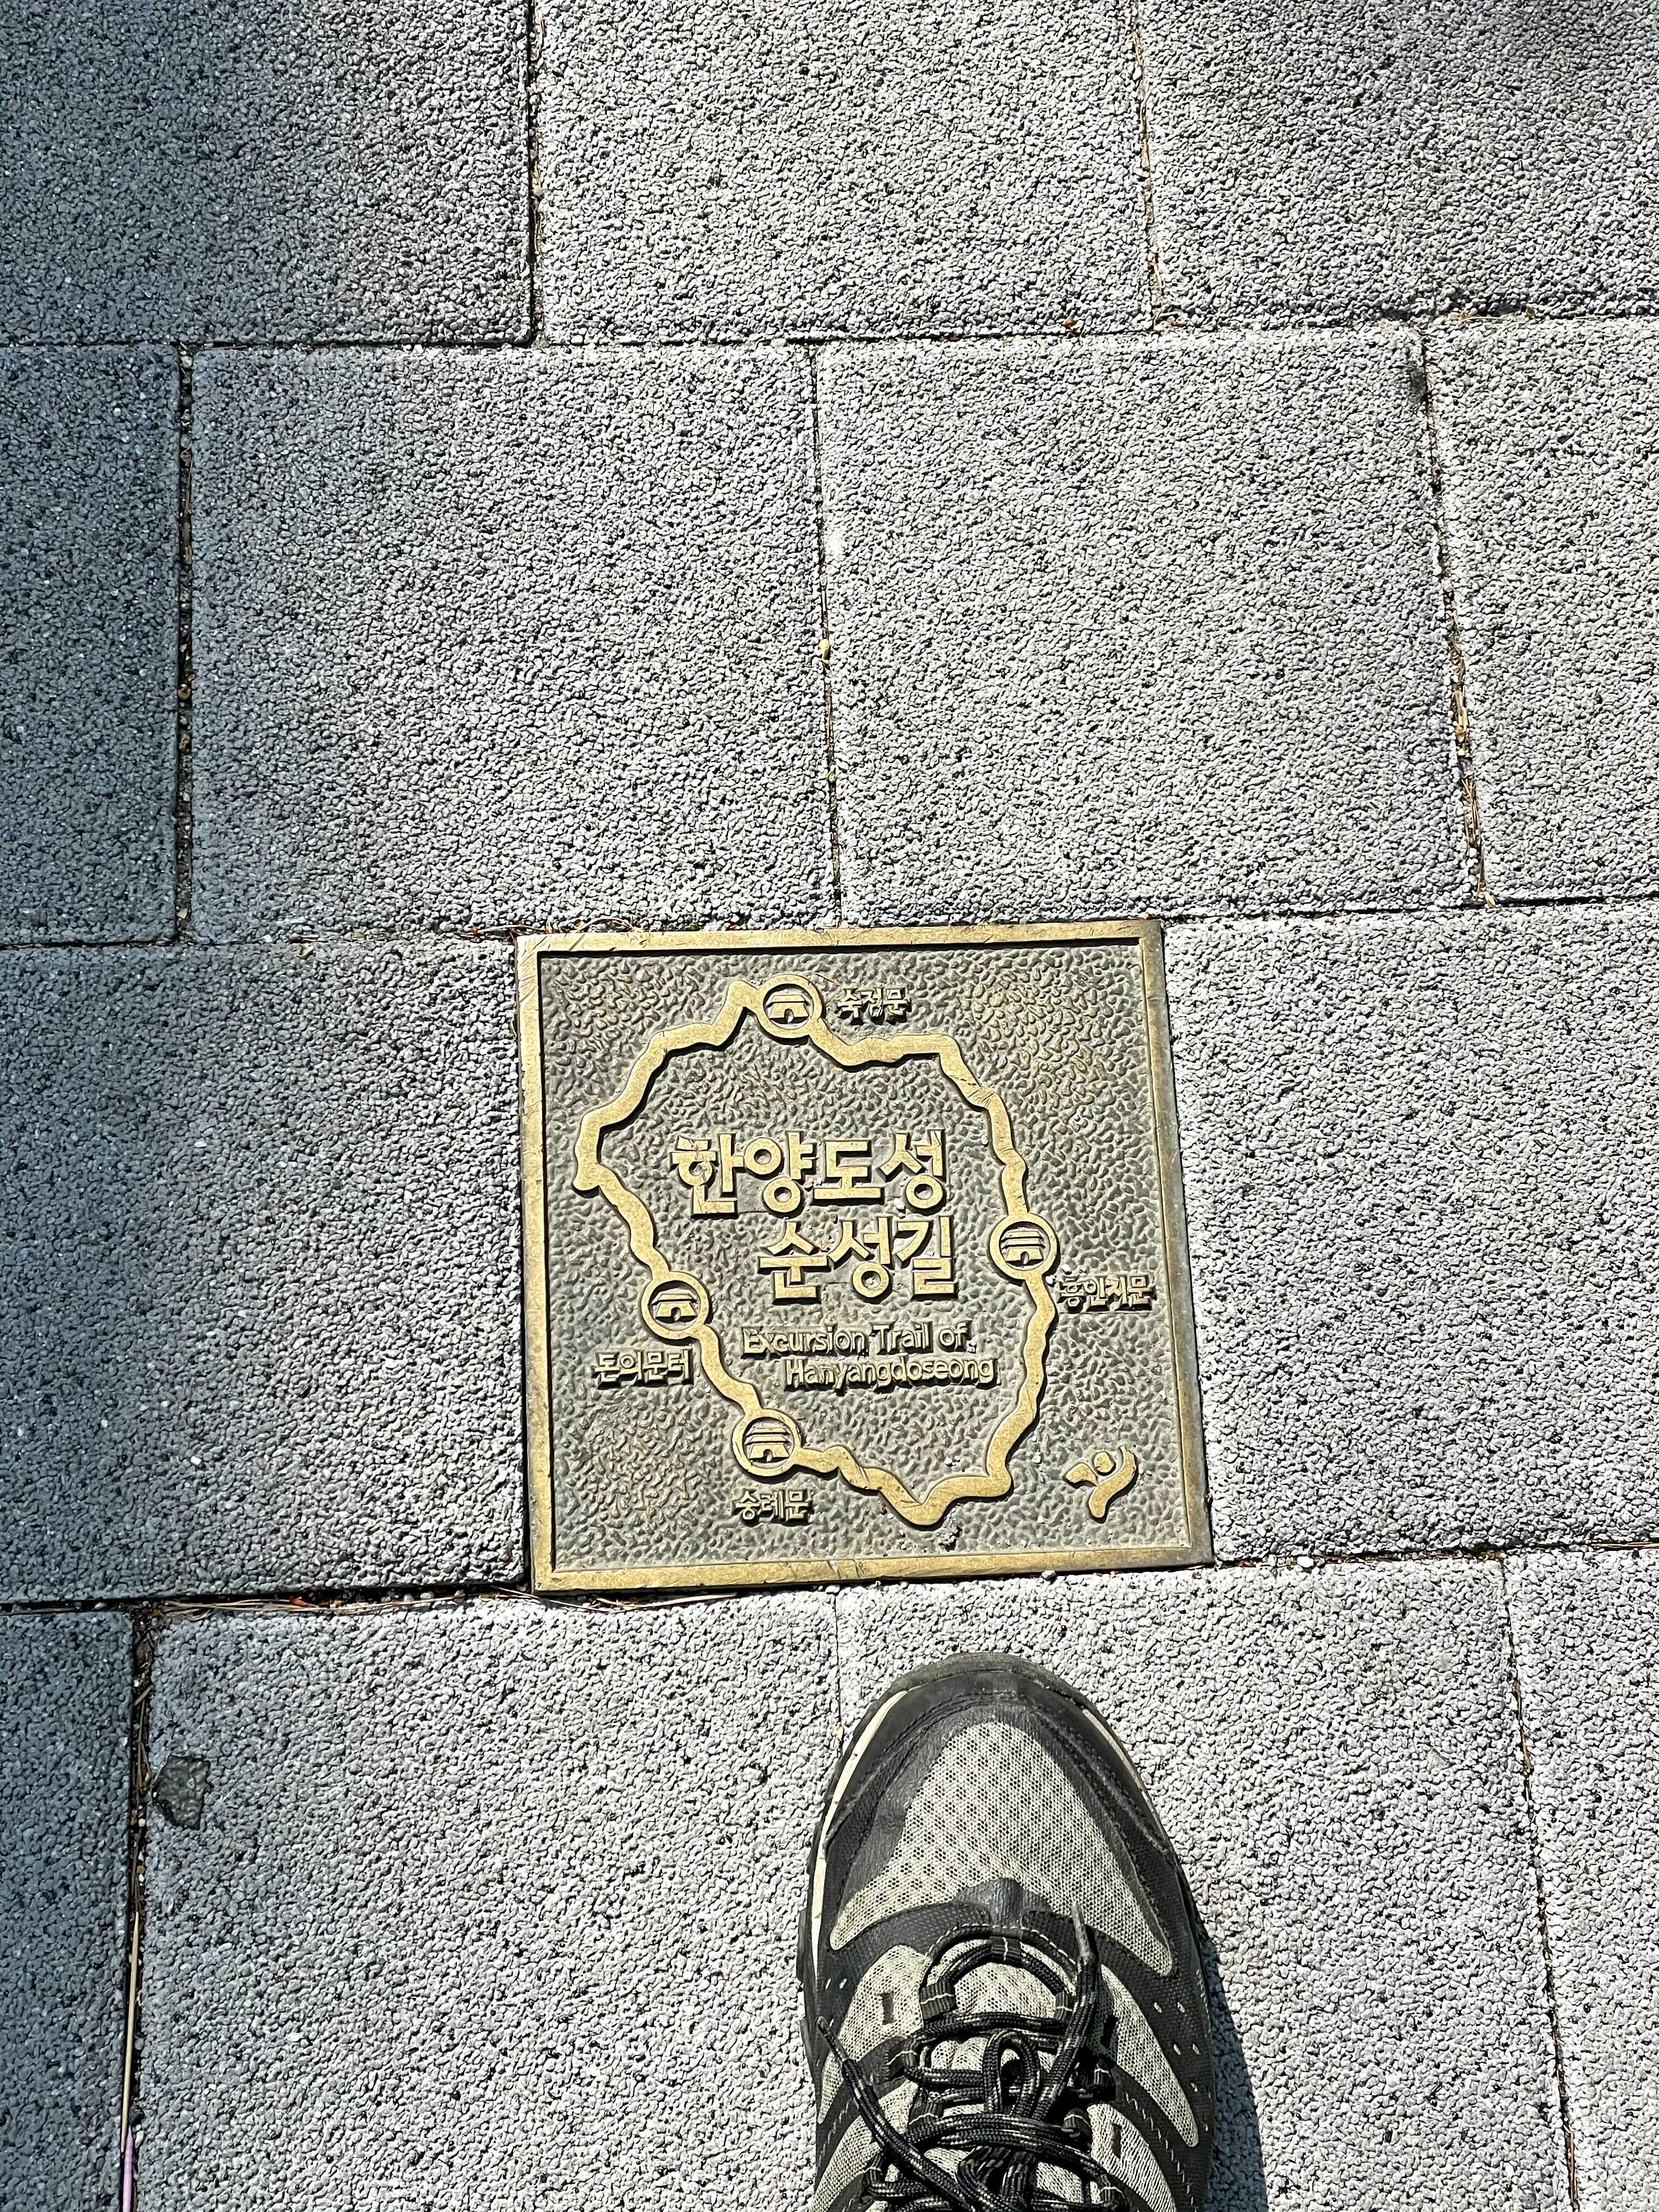 숙정문
한양도성
순성길
흥인지문
Excursion Trail of
Hanyangdoseong
돈의문터
숭례문